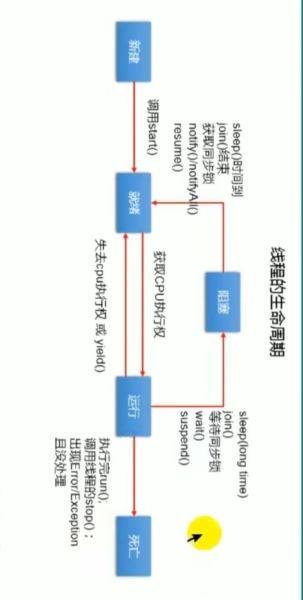 线程的生命周期
sleep()时间到
join()结束
获取同步锁
notify()/notifyAll()
resume()
阻塞
sleep(long time)
join()
等待同步锁
wait()
suspend()
新建
调用start()
就绪
获取CPU执行权
失去cpu执行权 或 yield()
运行
死亡
执行完run();
调用线程的stop()；
出现Error/Exception
且没处理